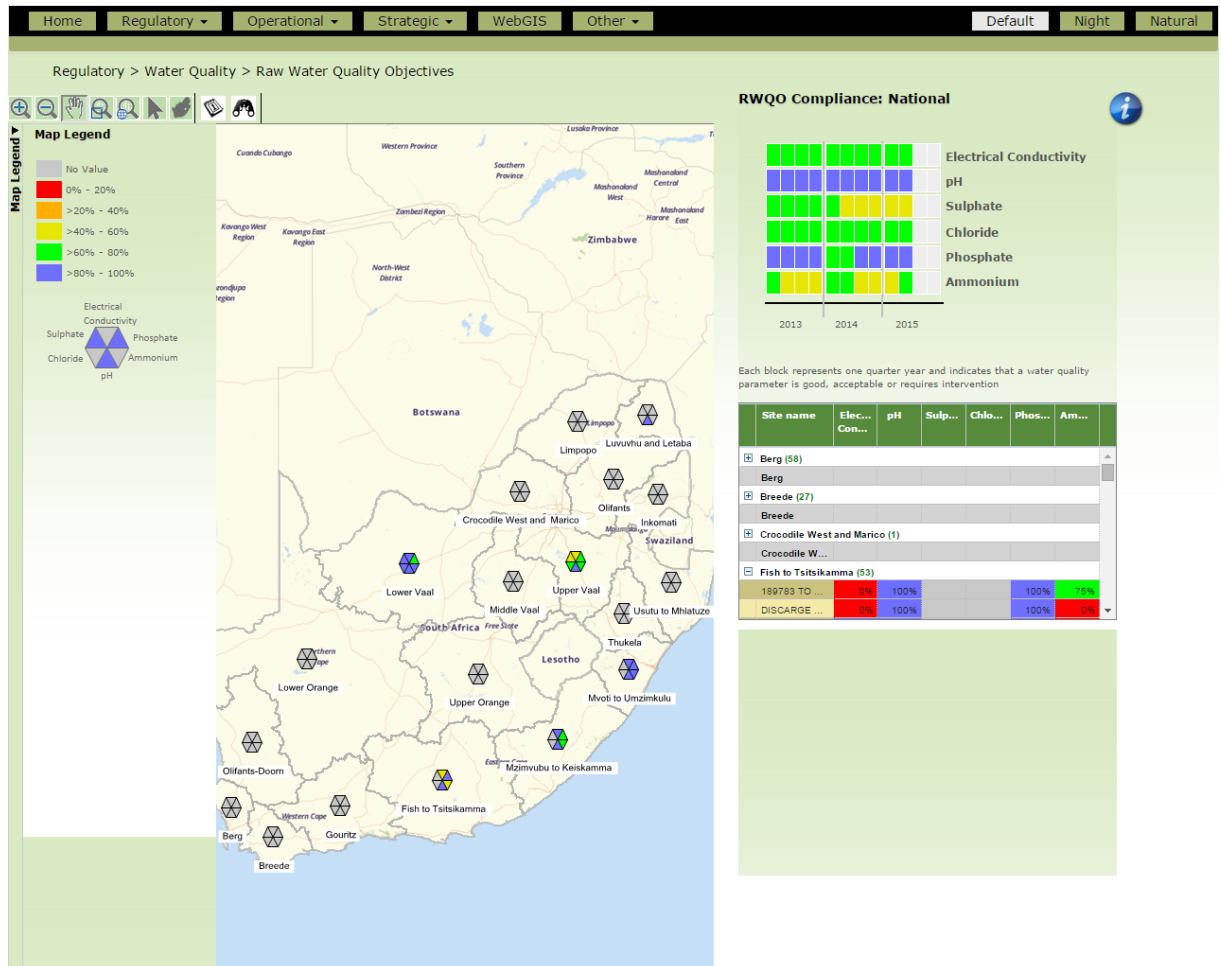 Home
Regulatory
Operational
Strategic
WebGIS
Other
Default
Night
Natural
Regulatory > Water Quality > Raw Water Quality Objectives
Map Legend
Map Legend
No Value
0% - 20%
>20% - 40%
>40% - 60%
>60% - 80%
>80% - 100%
Electrical
Conductivity
Sulphate
Phosphate
Chloride
Ammonium
pH
Lusaka Province
Cuando Cubango
Western Province
Southern
Province
Mashonaland
Central
Mashonaland
West
Zambezi Region
Mashonaland
Harare East
Kavango West
Region
Kavango East
Region
Zimbabwe
North-West
District
zondjupa
Region
Botswana
Limpopo
Limpopo
Luvuvhu and Letaba
Olifants
Crocodile West and Marico
Inkomati
Swaziland
Lower Vaal
Upper Vaal
Middle Vaal
Usutu to Mhlatuze
South Africa
Free State
Thukela
Lesotho
Lower Orange
Upper Orange
Mvoti to Umzimkulu
Olifants-Doorn
Mzimvubu to Keiskamma
Fish to Tsitsikamma
Western Cape
Berg
Gouritz
Breede
RWQO Compliance: National
i
Electrical Conductivity
pH
Sulphate
Chloride
Phosphate
Ammonium
2013
2014
2015
Each block represents one quarter year and indicates that a water quality
parameter is good, acceptable or requires intervention
Site name Elec... pH Sulp... Chlo... Phos... Am...
Con...
Berg (58)
Berg
Breede (27)
Breede
Crocodile West and Marico (1)
Crocodile W...
Fish to Tsitsikamma (53)
189783 TO ... 0% 100% 100% 75%
DISCARGE ... 0% 100% 100% 0%